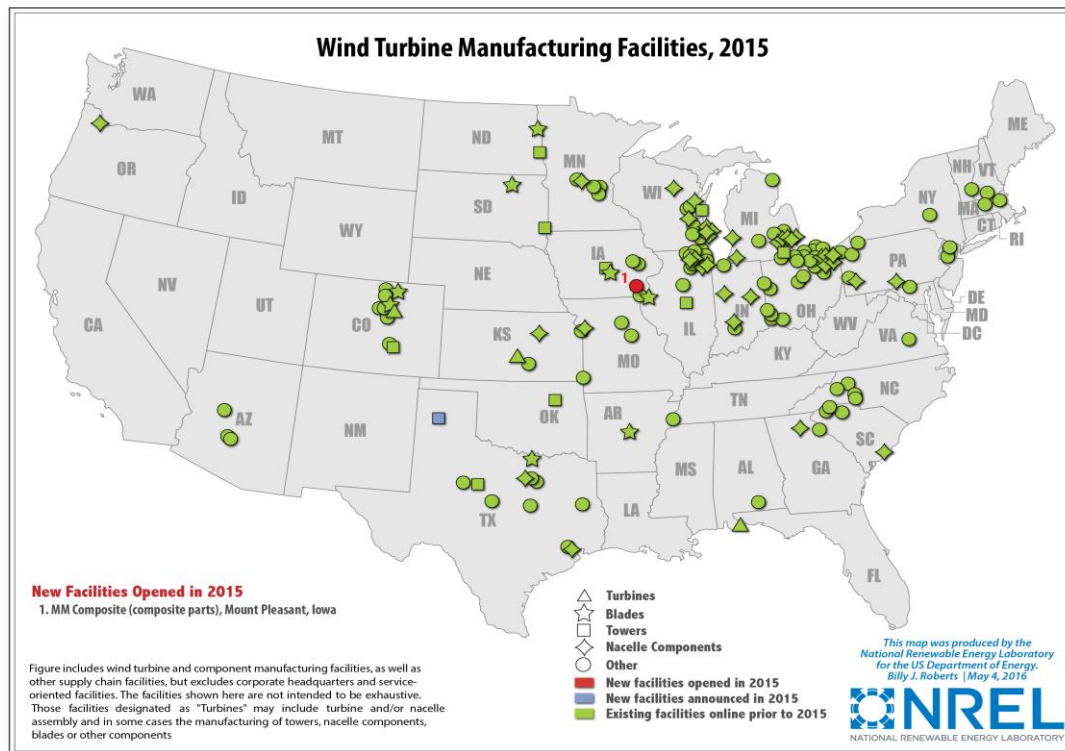 Wind Turbine Manufacturing Facilities, 2015
WA
MT
ND
MN
ME
OR
ID
WY
SD
WI
MI
NY
NH
VT
MA
CT
RI
NV
UT
CO
NE
IA
1
IL
IN
OH
PA
DE
MD
DC
CA
KS
MO
KY
WV
VA
AZ
NM
OK
AR
TN
NC
SC
TX
LA
MS
AL
GA
FL
New Facilities Opened in 2015
1. MM Composite (composite parts), Mount Pleasant, Iowa
Turbines
Blades
Towers
Nacelle Components
Other
New facilities opened in 2015
New facilities announced in 2015
Existing facilities online prior to 2015
Figure includes wind turbine and component manufacturing facilities, as well as
other supply chain facilities, but excludes corporate headquarters and service-
oriented facilities. The facilities shown here are not intended to be exhaustive.
Those facilities designated as "Turbines" may include turbine and/or nacelle
assembly and in some cases the manufacturing of towers, nacelle components,
blades or other components
This map was produced by the
National Renewable Energy Laboratory
for the US Department of Energy.
Billy J. Roberts | May 4, 2016
NREL
NATIONAL RENEWABLE ENERGY LABORATORY